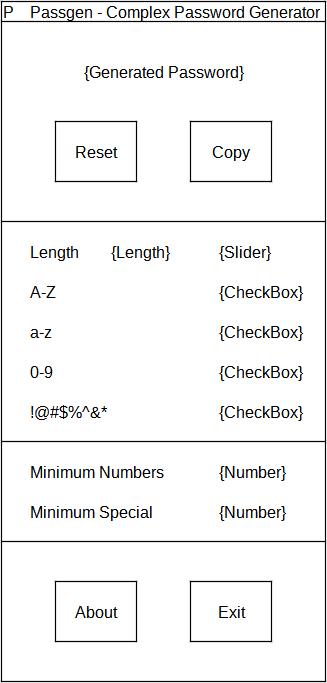 P Passgen - Complex Password Generator
{Generated Password}
Reset Copy
Length {Length} {Slider}
A-Z {CheckBox}
a-z {CheckBox}
0-9 {CheckBox}
!@#$%^&* {CheckBox}
Minimum Numbers {Number}
Minimum Special {Number}
About Exit